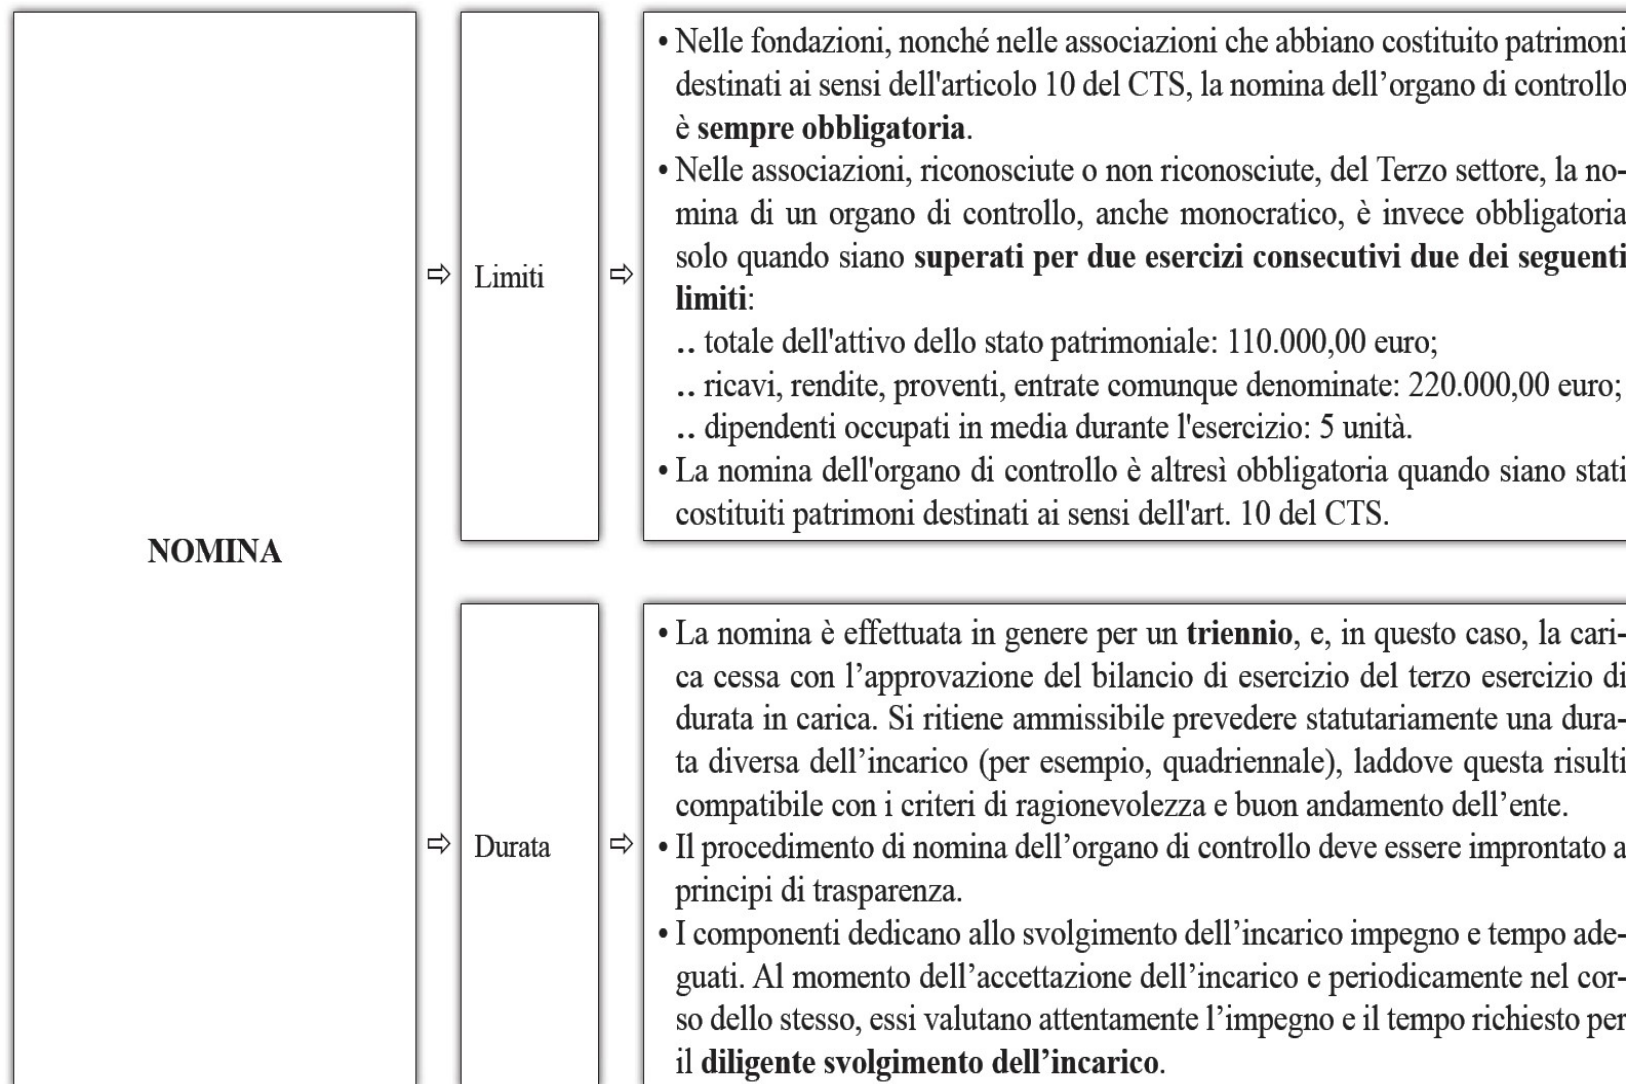 NOMINA
⇨ Limiti ⇨
• Nelle fondazioni, nonché nelle associazioni che abbiano costituito patrimoni
destinati ai sensi dell'articolo 10 del CTS, la nomina dell’organo di controllo
è sempre obbligatoria.
• Nelle associazioni, riconosciute o non riconosciute, del Terzo settore, la no-
mina di un organo di controllo, anche monocratico, è invece obbligatoria
solo quando siano superati per due esercizi consecutivi due dei seguenti
limiti:
.. totale dell'attivo dello stato patrimoniale: 110.000,00 euro;
.. ricavi, rendite, proventi, entrate comunque denominate: 220.000,00 euro;
.. dipendenti occupati in media durante l'esercizio: 5 unità.
• La nomina dell'organo di controllo è altresì obbligatoria quando siano stati
costituiti patrimoni destinati ai sensi dell'art. 10 del CTS.
⇨ Durata ⇨
• La nomina è effettuata in genere per un triennio, e, in questo caso, la cari-
ca cessa con l’approvazione del bilancio di esercizio del terzo esercizio di
durata in carica. Si ritiene ammissibile prevedere statutariamente una dura-
ta diversa dell’incarico (per esempio, quadriennale), laddove questa risulti
compatibile con i criteri di ragionevolezza e buon andamento dell’ente.
• Il procedimento di nomina dell’organo di controllo deve essere improntato a
principi di trasparenza.
• I componenti dedicano allo svolgimento dell’incarico impegno e tempo ade-
guati. Al momento dell’accettazione dell’incarico e periodicamente nel cor-
so dello stesso, essi valutano attentamente l’impegno e il tempo richiesto per
il diligente svolgimento dell’incarico.